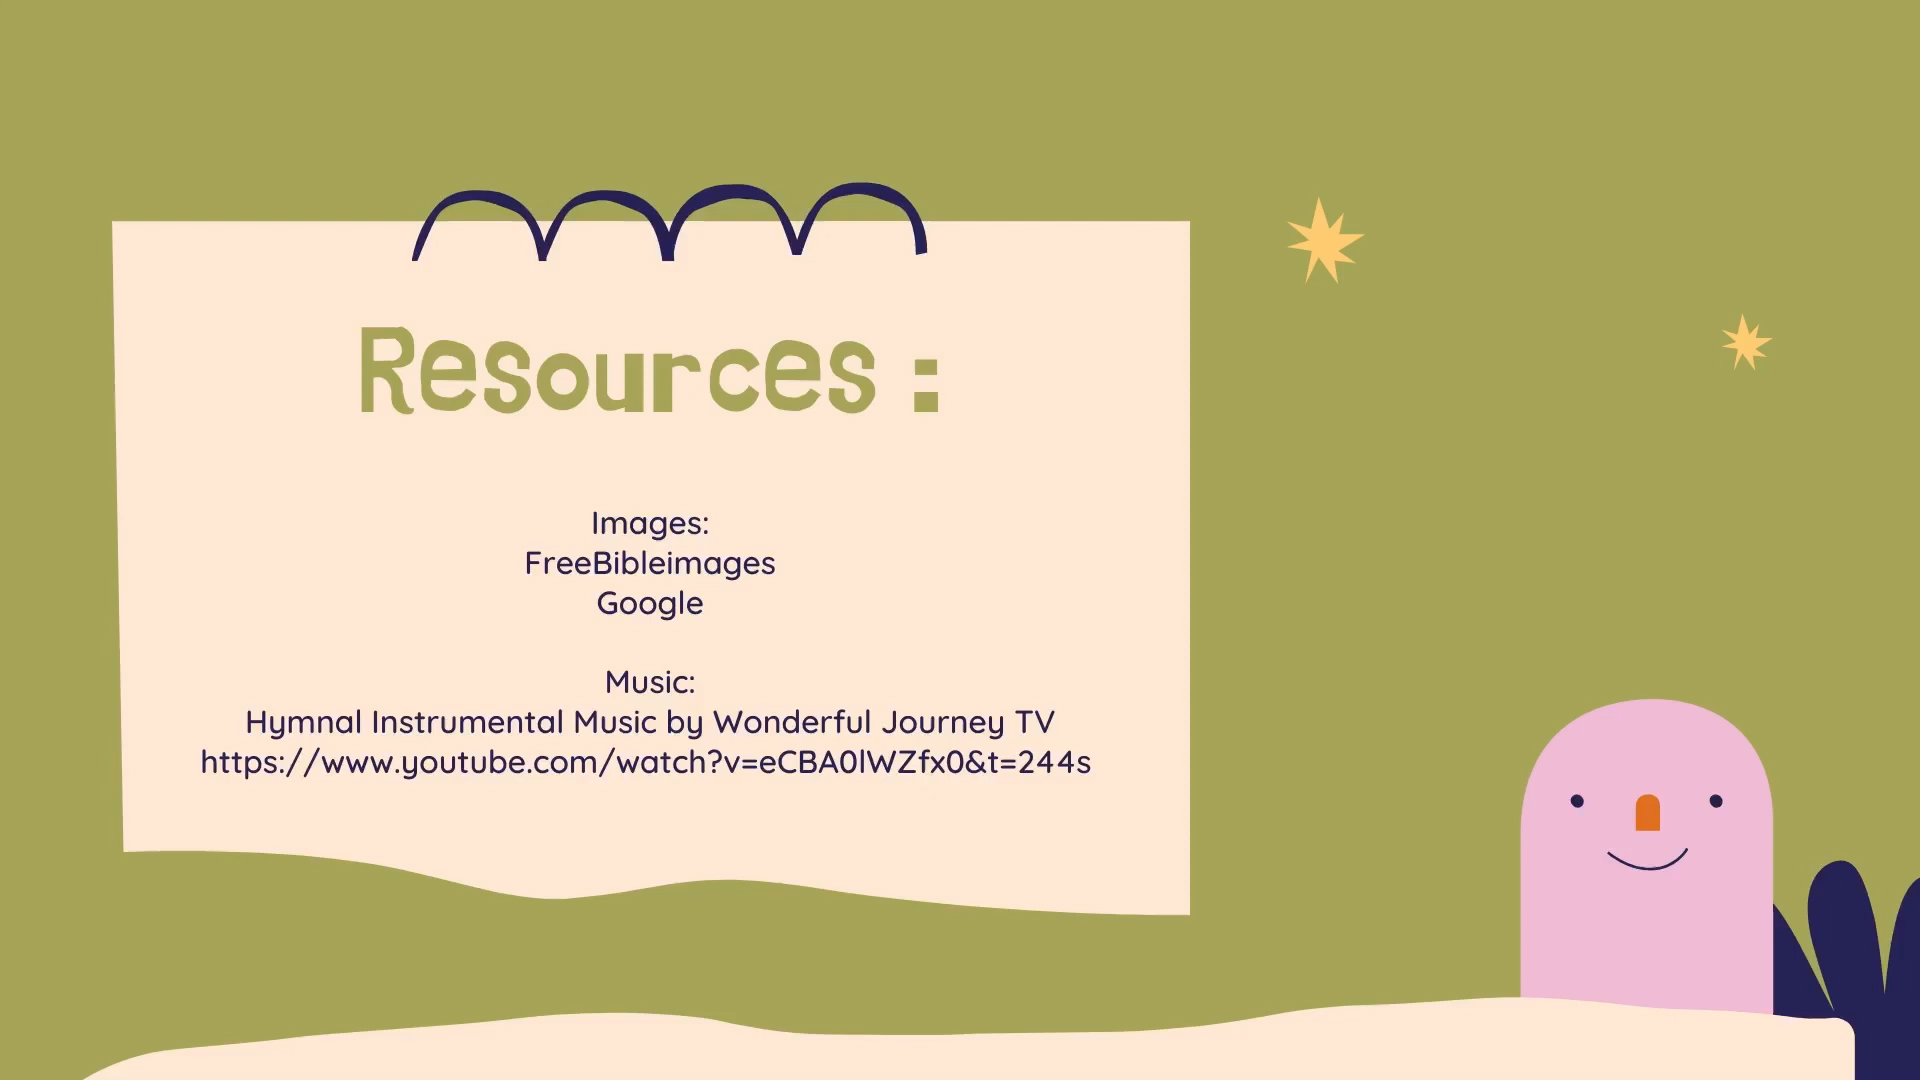 Resources :
Images:
FreeBibleimages
Google
Music:
Hymnal Instrumental Music by Wonderful Journey TV
https://www.youtube.com/watch?v=eCBA0lWZfx0&t=244s